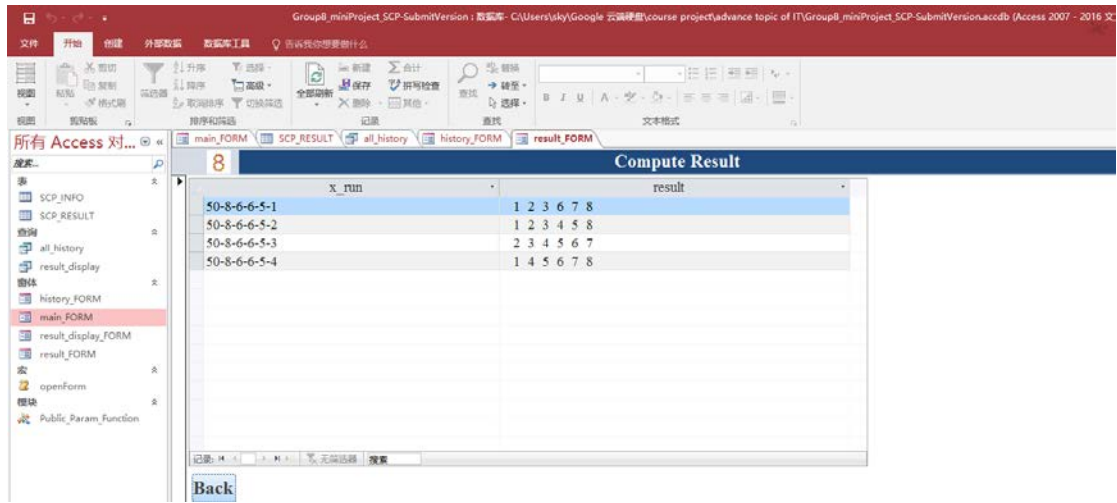 Group8_miniProject_SCP-SubmitVersion : 数据库- C:\Users\sky\Google 云端硬盘\course project\advance topic of IT\Group8_miniProject_SCP-SubmitVersion.accdb (Access 2007 - 2016 文
文件 开始 创建 外部数据 数据库工具 告诉我你想要做什么
视图 粘贴 剪切 复制 格式刷 筛选器 升序 降序 取消排序 选择 高级 切换筛选 全部刷新 新建 保存 删除 合计 拼写检查 其他 查找 替换 转至 选择 B I U A
视图 剪贴板 排序和筛选 记录 查找 文本格式
所有 Access 对...
main_FORM SCP_RESULT all_history history_FORM result_FORM
搜索...
8 Compute Result
表
SCP_INFO
SCP_RESULT
查询
all_history
result_display
窗体
history_FORM
main_FORM
result_display_FORM
result_FORM
宏
openForm
模块
Public_Param_Function
x_run result
50-8-6-6-5-1 1 2 3 6 7 8
50-8-6-6-5-2 1 2 3 4 5 8
50-8-6-6-5-3 2 3 4 5 6 7
50-8-6-6-5-4 1 4 5 6 7 8
记录: 无筛选器 搜索
Back